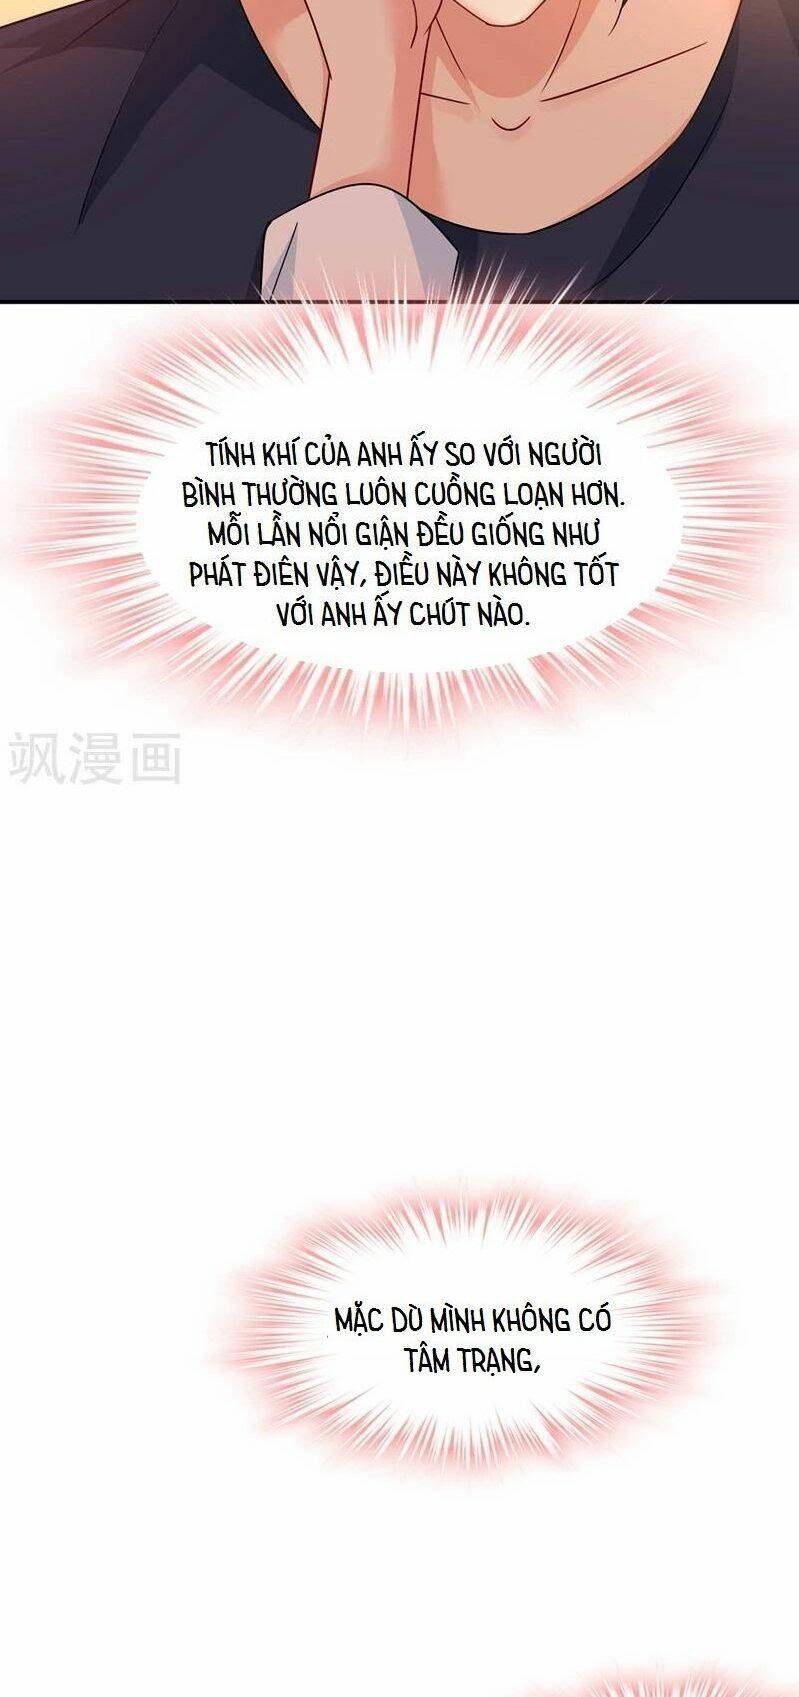 TÍNH KHÍ CỦA ANH ẤY SO VỚI NGƯỜI
BÌNH THƯỜNG LUÔN CUỒNG LOẠN HƠN.
MỖI LẦN NỔI GIẬN ĐỀU GIỐNG NHƯ
PHÁT ĐIÊN VẬY, ĐIỀU NÀY KHÔNG TỐT
VỚI ANH ẤY CHÚT NÀO.
飒漫画
MẶC DÙ MÌNH KHÔNG CÓ
TÂM TRẠNG,